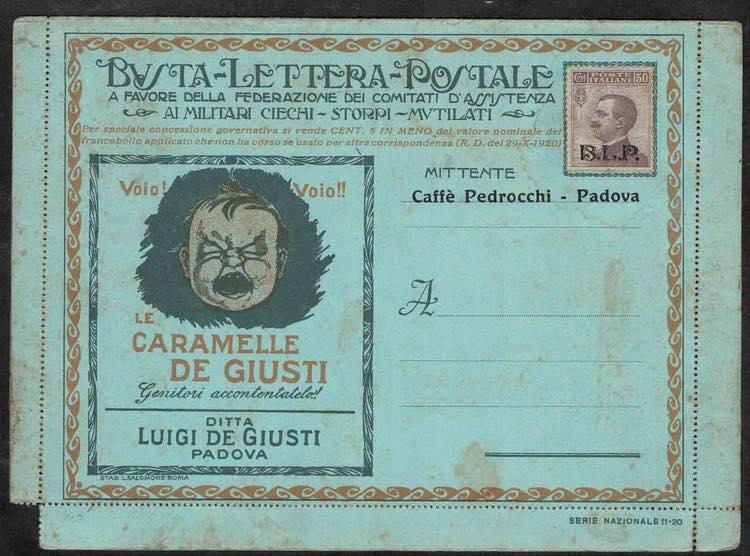 BVSTA-LETTERA-POSTALE
A FAVORE DELLA FEDERAZIONE DEI COMITATI D'ASSISTENZA
AI MILITARI CIECHI - STORPI - MVTILATI
Per speciale concessione governativa si vende CENT. 5 IN MENO del valore nominale del
francobollo applicato che non ha corso se usato per altra corrispondenza (R. D. del 29-X-1920)
POSTE
ITALIANE
50
B.L.P.
MITTENTE
Caffè Pedrocchi - Padova
A
Voio!
Voio!!
LE
CARAMELLE
DE GIUSTI
Genitori accontentatelo!!
DITTA
LUIGI DE GIUSTI
PADOVA
STAB. L. SALOMONE-ROMA
SERIE NAZIONALE 11-20